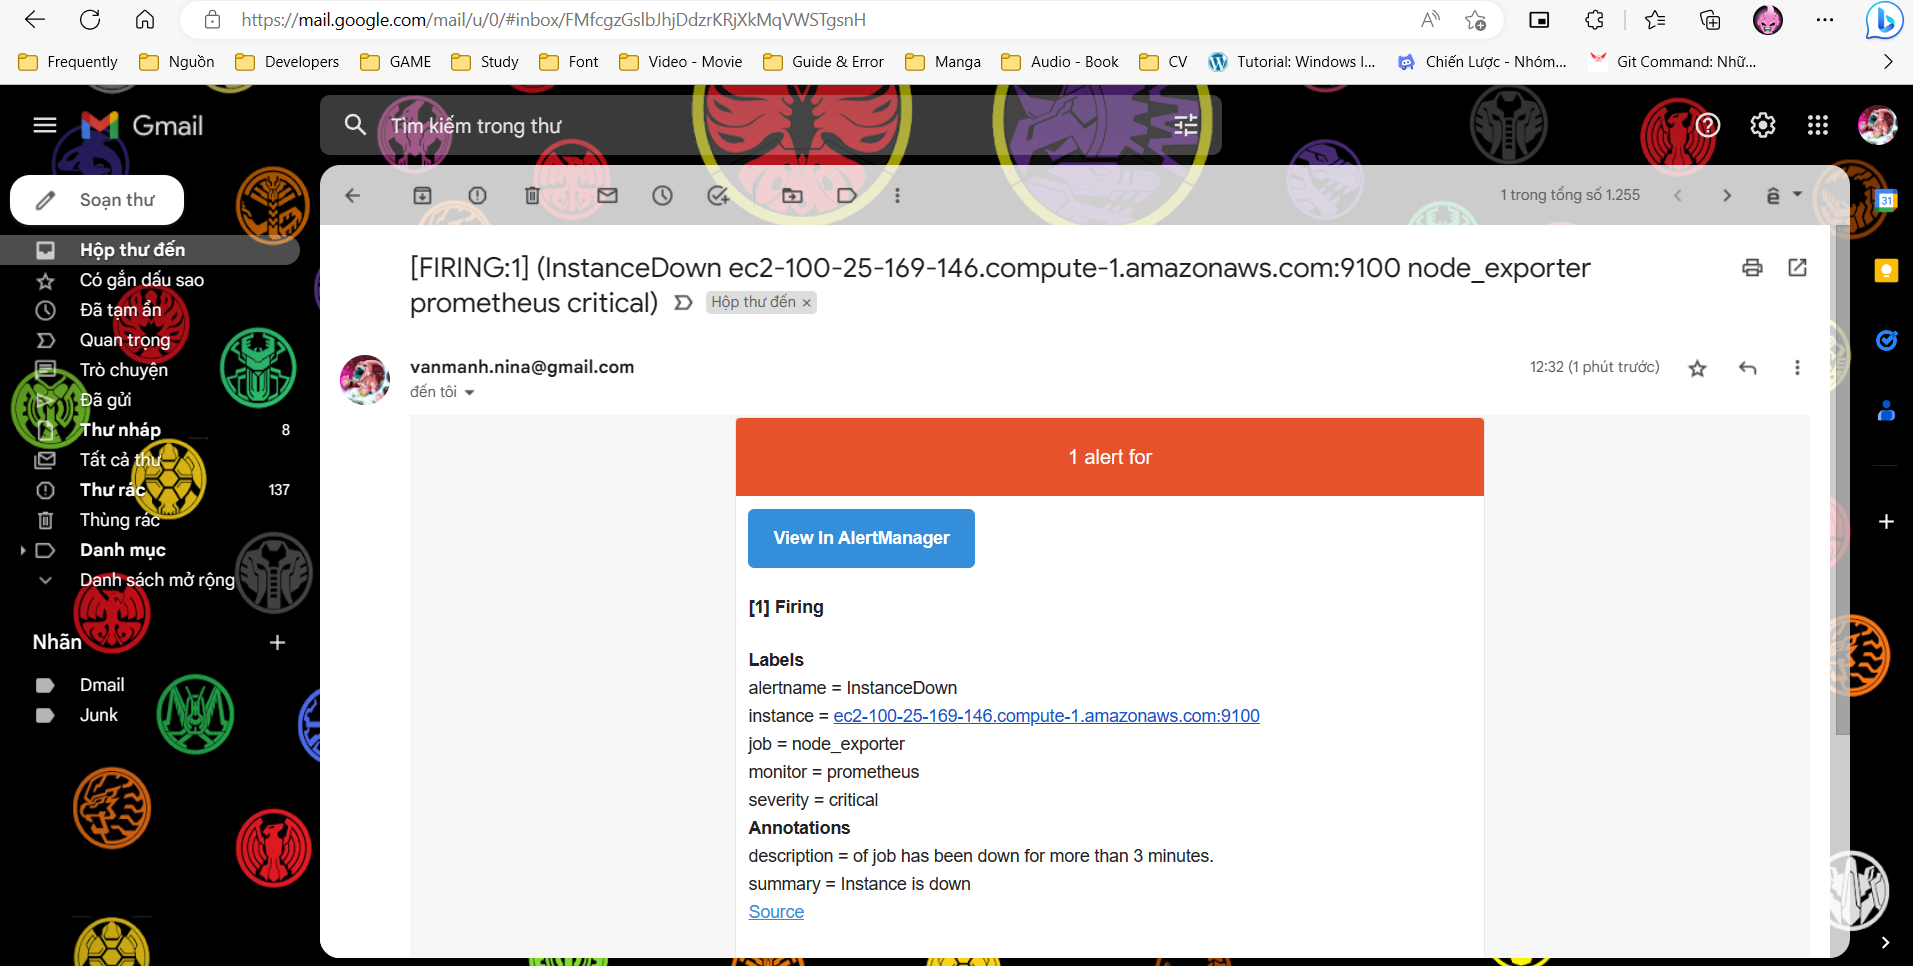 https://mail.google.com/mail/u/0/#inbox/FMfcgzGslbJhjDdzrKRjXkMqVWSTgsnH
Frequently Nguồn Developers GAME Study Font Video - Movie Guide & Error Manga Audio - Book CV Tutorial: Windows I... Chiến Lược - Nhóm... Git Command: Nhữ...
Gmail
Tìm kiếm trong thư
Soạn thư
1 trong tổng số 1.255
Hộp thư đến
Có gắn dấu sao
Đã tạm ẩn
Quan trọng
Trò chuyện
Đã gửi
Thư nháp 8
Tất cả thư
Thư rác 137
Thùng rác
Danh mục
Danh sách mở rộng
Nhãn
Dmail
Junk
[FIRING:1] (InstanceDown ec2-100-25-169-146.compute-1.amazonaws.com:9100 node_exporter
prometheus critical) Hộp thư đến
vanmanh.nina@gmail.com 12:32 (1 phút trước)
đến tôi
1 alert for
View In AlertManager
[1] Firing
Labels
alertname = InstanceDown
instance = ec2-100-25-169-146.compute-1.amazonaws.com:9100
job = node_exporter
monitor = prometheus
severity = critical
Annotations
description = of job has been down for more than 3 minutes.
summary = Instance is down
Source
31